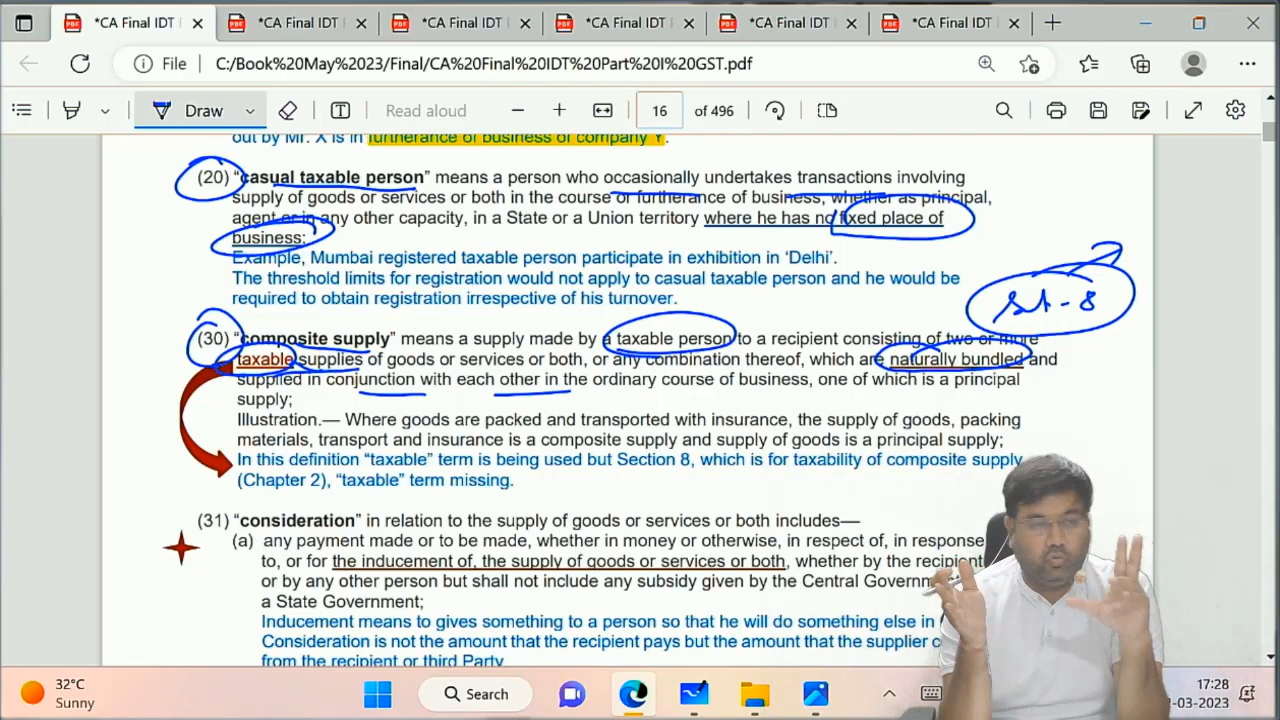 *CA Final IDT
*CA Final IDT
*CA Final IDT
*CA Final IDT
*CA Final IDT
*CA Final IDT
File C:/Book%20May%202023/Final/CA%20Final%20IDT%20Part%20I%20GST.pdf
Draw Read aloud 16 of 496
out by Mr. X is in furtherance of business of company Y.
(20) “casual taxable person” means a person who occasionally undertakes transactions involving
supply of goods or services or both in the course or furtherance of business, whether as principal,
agent or in any other capacity, in a State or a Union territory where he has no fixed place of
business;
Example, Mumbai registered taxable person participate in exhibition in ‘Delhi’.
The threshold limits for registration would not apply to casual taxable person and he would be
required to obtain registration irrespective of his turnover.
(30) “composite supply” means a supply made by a taxable person to a recipient consisting of two or more
taxable supplies of goods or services or both, or any combination thereof, which are naturally bundled and
supplied in conjunction with each other in the ordinary course of business, one of which is a principal
supply;
Illustration.— Where goods are packed and transported with insurance, the supply of goods, packing
materials, transport and insurance is a composite supply and supply of goods is a principal supply;
In this definition “taxable” term is being used but Section 8, which is for taxability of composite supply
(Chapter 2), “taxable” term missing.
(31) “consideration” in relation to the supply of goods or services or both includes—
(a) any payment made or to be made, whether in money or otherwise, in respect of, in response
to, or for the inducement of, the supply of goods or services or both, whether by the recipient
or by any other person but shall not include any subsidy given by the Central
a State Government;
Inducement means to gives something to a person so that he will do something else in
Consideration is not the amount that the recipient pays but the amount that the supplier
from the recipient or third Party
32°C
Sunny
Search
17:28
-03-2023